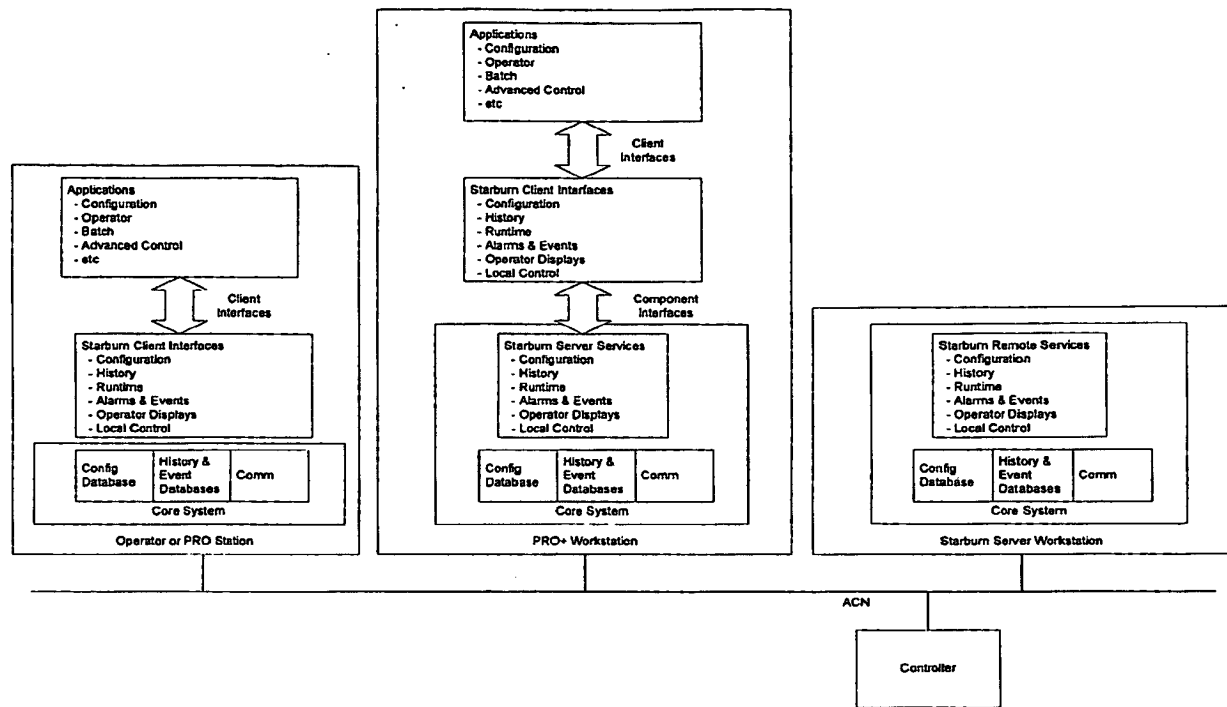 Applications
- Configuration
- Operator
- Batch
- Advanced Control
- etc
Client
Interfaces
Starburn Client Interfaces
- Configuration
- History
- Runtime
- Alarms & Events
- Operator Displays
- Local Control
Config
Database
History &
Event
Databases
Comm
Core System
Operator or PRO Station
Applications
- Configuration
- Operator
- Batch
- Advanced Control
- etc
Client
Interfaces
Starburn Client Interfaces
- Configuration
- History
- Runtime
- Alarms & Events
- Operator Displays
- Local Control
Component
Interfaces
Starburn Server Services
- Configuration
- History
- Runtime
- Alarms & Events
- Operator Displays
- Local Control
Config
Database
History &
Event
Databases
Comm
Core System
PRO+ Workstation
Starburn Remote Services
- Configuration
- History
- Runtime
- Alarms & Events
- Operator Displays
- Local Control
Config
Database
History &
Event
Databases
Comm
Core System
Starburn Server Workstation
ACN
Controller